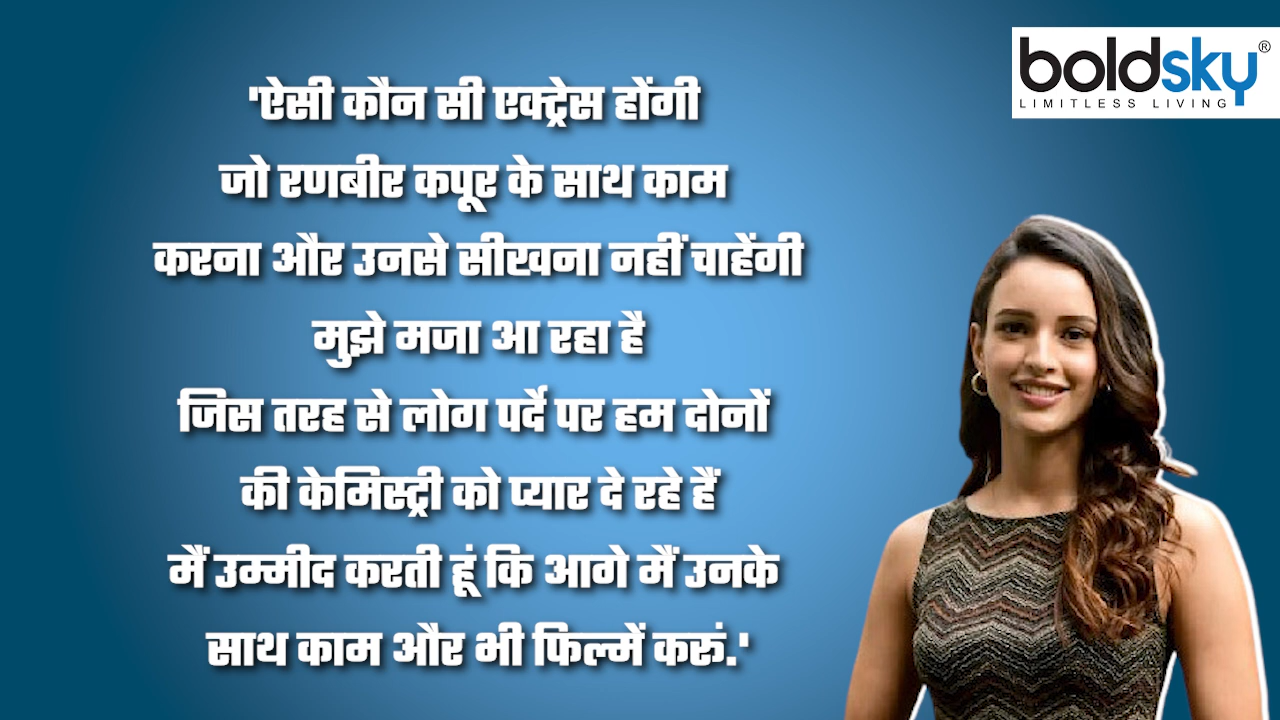 boldsky®
LIMITLESS LIVING
'ऐसी कौन सी एक्ट्रेस होंगी
जो रणबीर कपूर के साथ काम
करना और उनसे सीखना नहीं चाहेंगी
मुझे मजा आ रहा है
जिस तरह से लोग पर्दे पर हम दोनों
की केमिस्ट्री को प्यार दे रहे हैं
मैं उम्मीद करती हूं कि आगे मैं उनके
साथ काम और भी फिल्में करूं.'